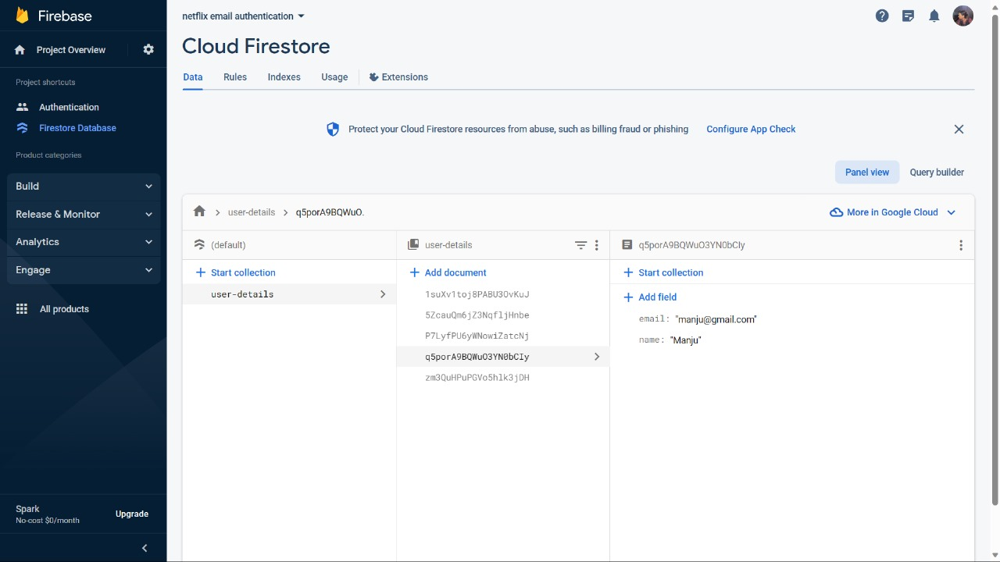 Firebase
Project Overview
Project shortcuts
Authentication
Firestore Database
Product categories
Build
Release & Monitor
Analytics
Engage
All products
Spark
No-cost $0/month
Upgrade
netflix email authentication
Cloud Firestore
Data Rules Indexes Usage Extensions
Protect your Cloud Firestore resources from abuse, such as billing fraud or phishing Configure App Check
Panel view Query builder
user-details q5porA9BQWuO.
More in Google Cloud
(default)
Start collection
user-details
user-details
Add document
1suXv1toj8PABU3OvKuJ
5ZcauQm6jZ3NqfljHnbe
P7LyfPU6yWNowiZatcNj
q5porA9BQWuO3YN0bCIy
zm3QuHPuPGVo5hlk3jDH
q5porA9BQWuO3YN0bCIy
Start collection
Add field
email: "manju@gmail.com"
name: "Manju"